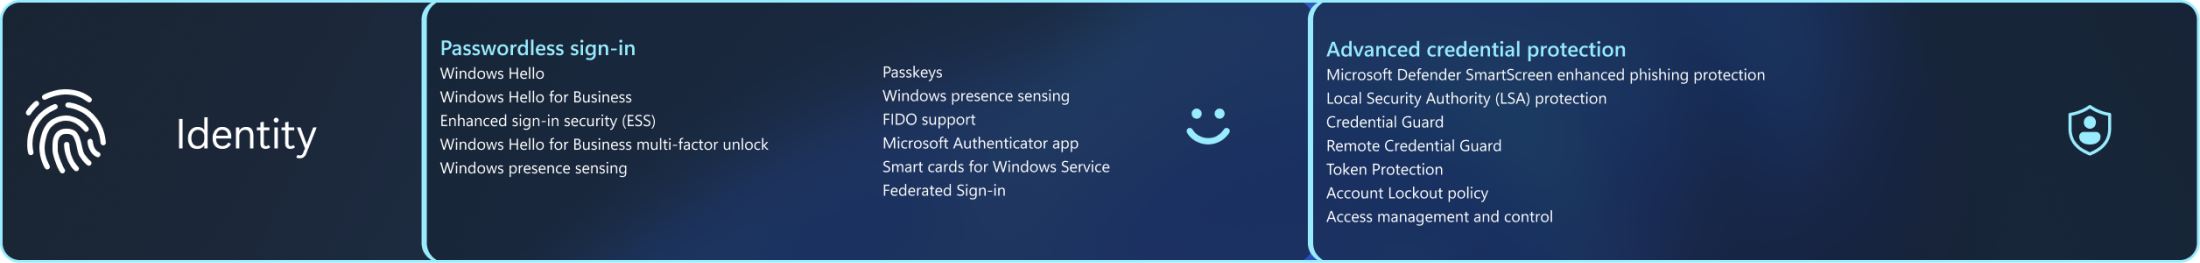 Identity
Passwordless sign-in
Windows Hello
Windows Hello for Business
Enhanced sign-in security (ESS)
Windows Hello for Business multi-factor unlock
Windows presence sensing
Passkeys
Windows presence sensing
FIDO support
Microsoft Authenticator app
Smart cards for Windows Service
Federated Sign-in
Advanced credential protection
Microsoft Defender SmartScreen enhanced phishing protection
Local Security Authority (LSA) protection
Credential Guard
Remote Credential Guard
Token Protection
Account Lockout policy
Access management and control